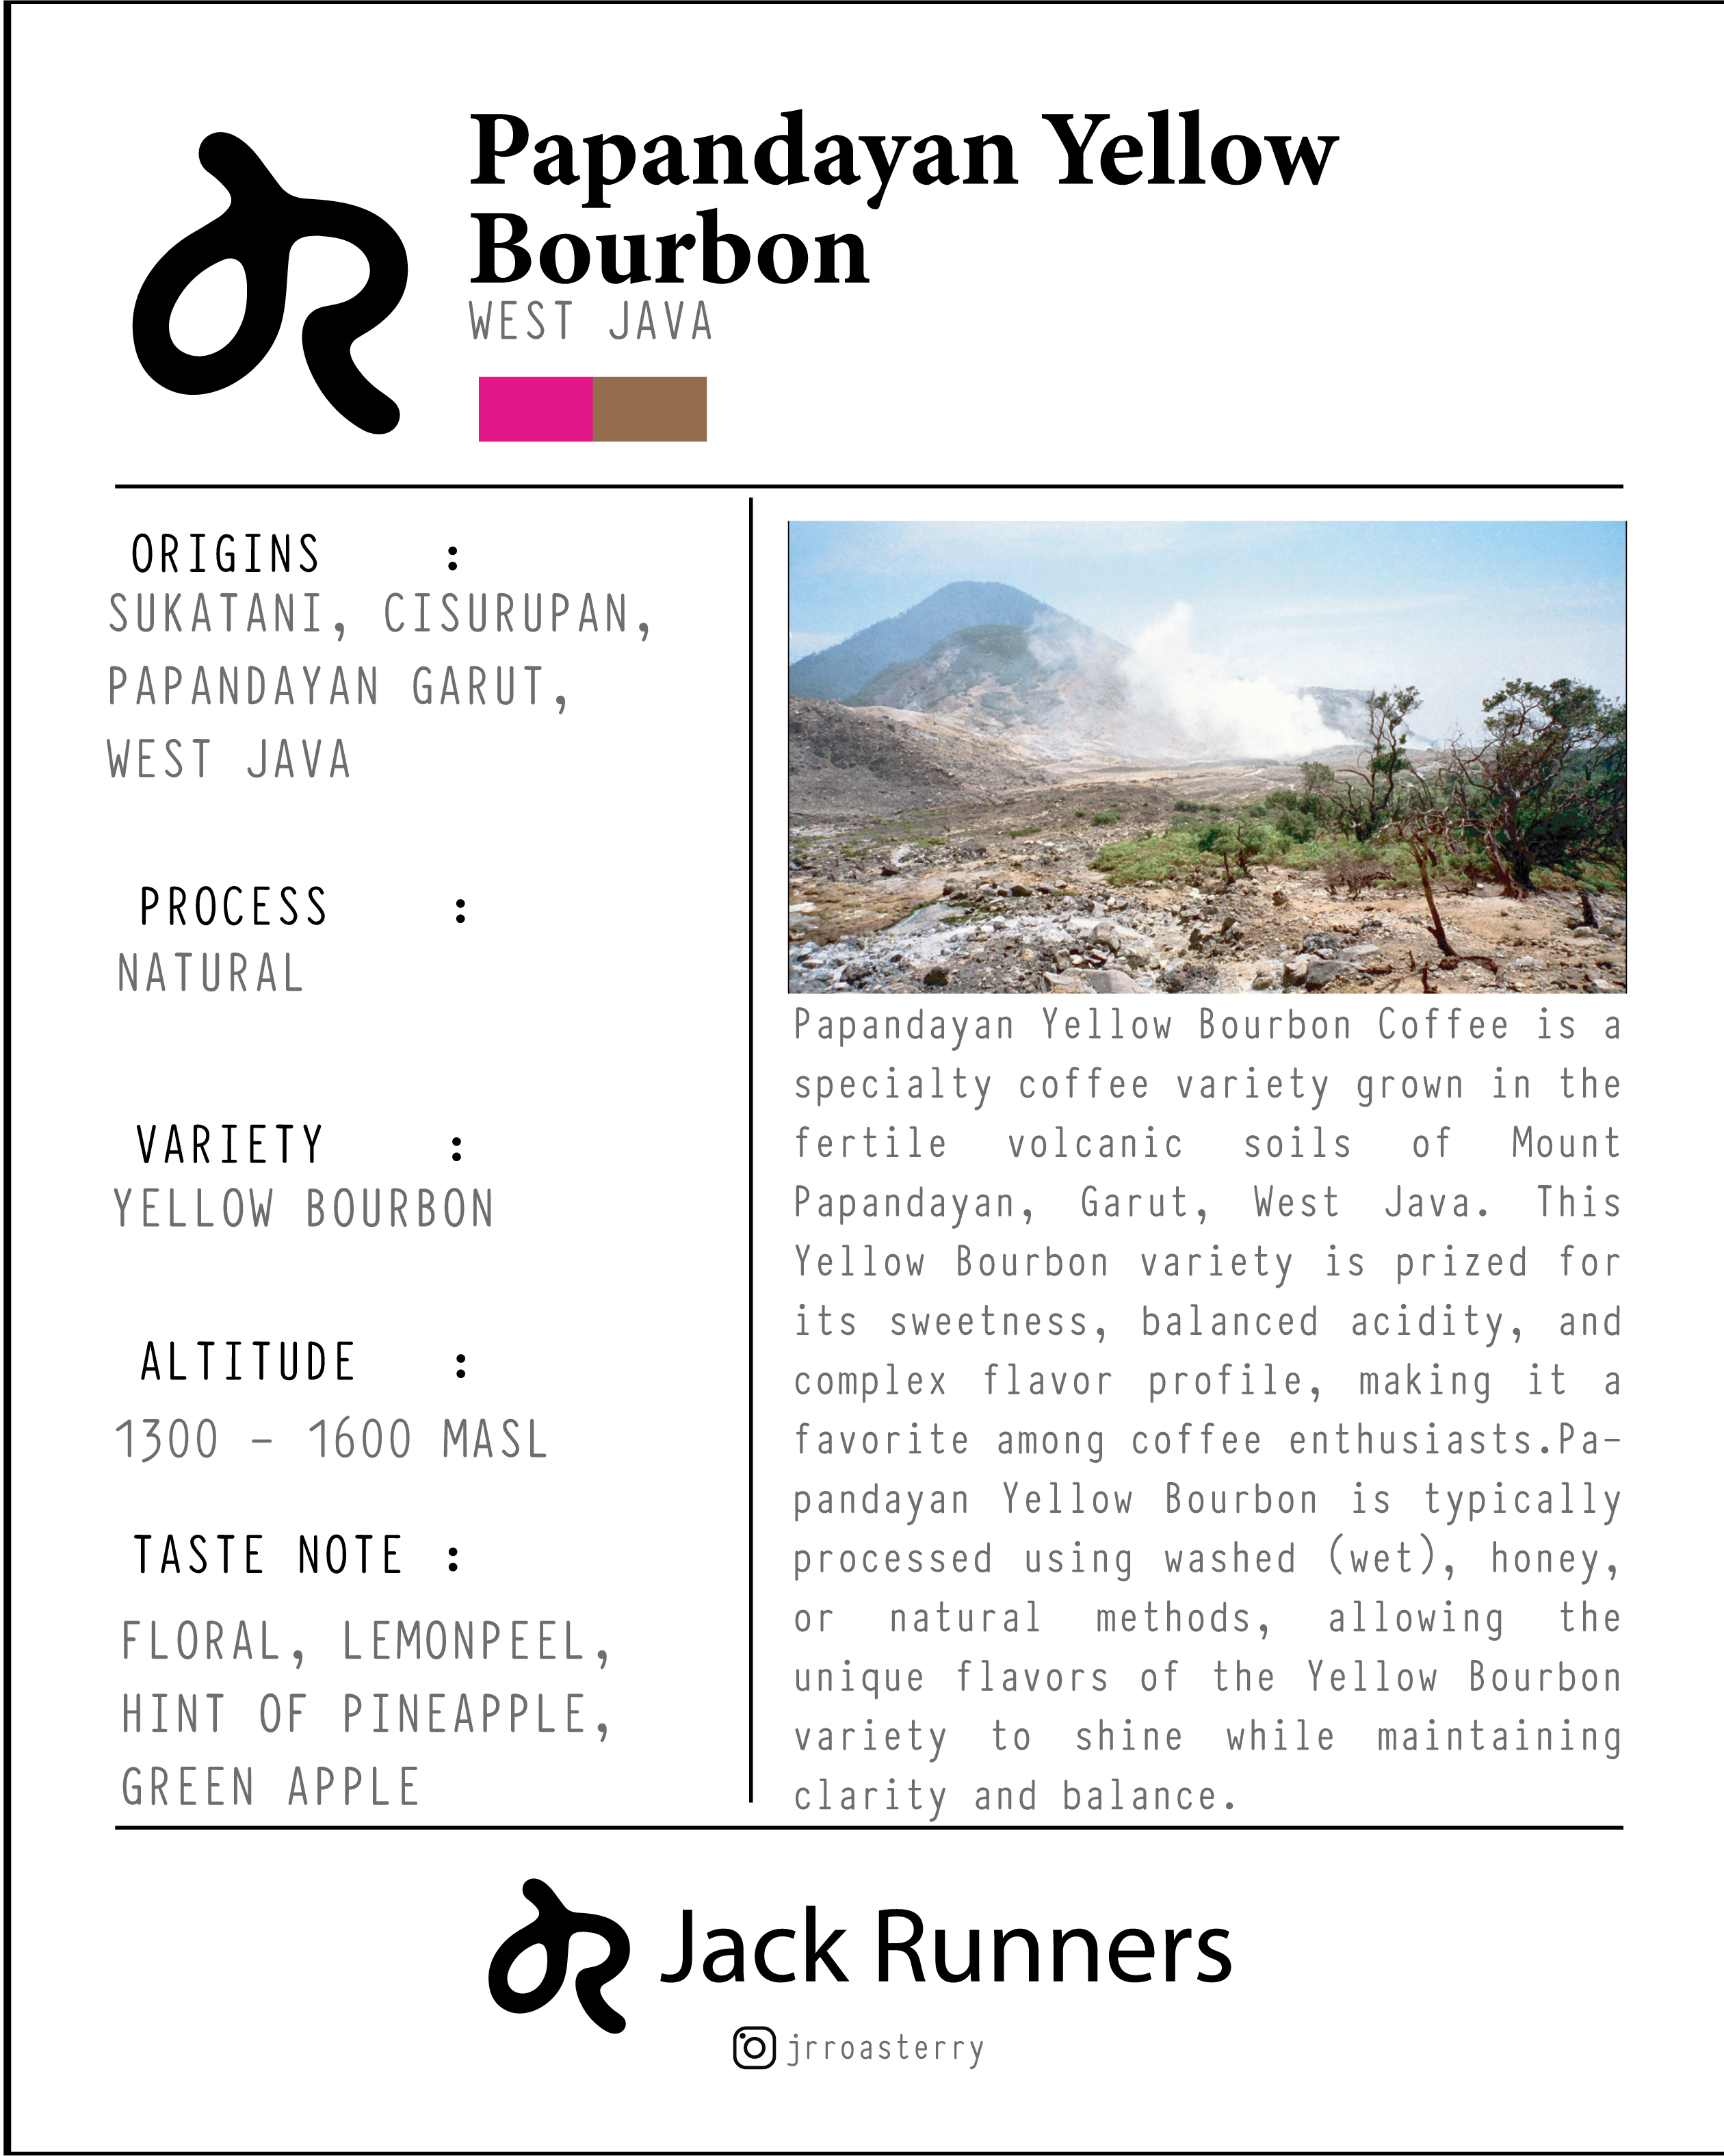 Papandayan Yellow
Bourbon
WEST JAVA
ORIGINS :
SUKATANI, CISURUPAN,
PAPANDAYAN GARUT,
WEST JAVA
PROCESS :
NATURAL
VARIETY :
YELLOW BOURBON
ALTITUDE :
1300 - 1600 MASL
TASTE NOTE :
FLORAL, LEMONPEEL,
HINT OF PINEAPPLE,
GREEN APPLE
Papandayan Yellow Bourbon Coffee is a
specialty coffee variety grown in the
fertile volcanic soils of Mount
Papandayan, Garut, West Java. This
Yellow Bourbon variety is prized for
its sweetness, balanced acidity, and
complex flavor profile, making it a
favorite among coffee enthusiasts.Pa-
pandayan Yellow Bourbon is typically
processed using washed (wet), honey,
or natural methods, allowing the
unique flavors of the Yellow Bourbon
variety to shine while maintaining
clarity and balance.
Jack Runners
jrroasterry